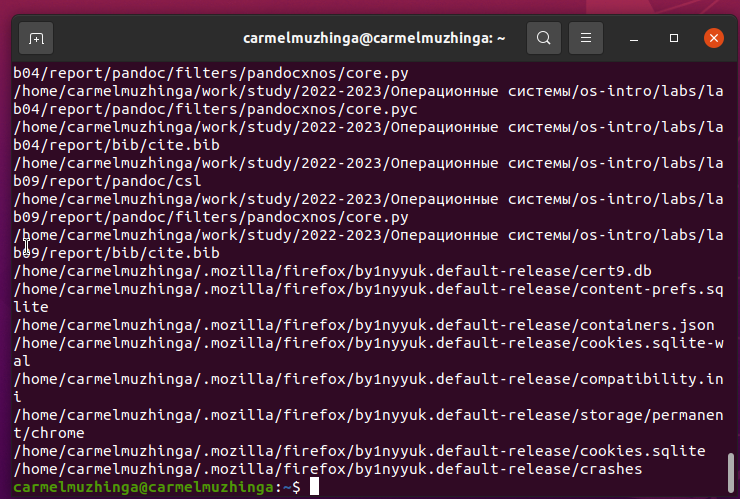 carmelmuzhinga@carmelmuzhinga: ~
b04/report/pandoc/filters/pandocxnos/core.py
/home/carmelmuzhinga/work/study/2022-2023/Операционные системы/os-intro/labs/la
b04/report/pandoc/filters/pandocxnos/core.pyc
/home/carmelmuzhinga/work/study/2022-2023/Операционные системы/os-intro/labs/la
b04/report/bib/cite.bib
/home/carmelmuzhinga/work/study/2022-2023/Операционные системы/os-intro/labs/la
b09/report/pandoc/csl
/home/carmelmuzhinga/work/study/2022-2023/Операционные системы/os-intro/labs/la
b09/report/pandoc/filters/pandocxnos/core.py
/home/carmelmuzhinga/work/study/2022-2023/Операционные системы/os-intro/labs/la
b09/report/bib/cite.bib
/home/carmelmuzhinga/.mozilla/firefox/by1nyyuk.default-release/cert9.db
/home/carmelmuzhinga/.mozilla/firefox/by1nyyuk.default-release/content-prefs.sq
lite
/home/carmelmuzhinga/.mozilla/firefox/by1nyyuk.default-release/containers.json
/home/carmelmuzhinga/.mozilla/firefox/by1nyyuk.default-release/cookies.sqlite-w
al
/home/carmelmuzhinga/.mozilla/firefox/by1nyyuk.default-release/compatibility.in
i
/home/carmelmuzhinga/.mozilla/firefox/by1nyyuk.default-release/storage/permanen
t/chrome
/home/carmelmuzhinga/.mozilla/firefox/by1nyyuk.default-release/cookies.sqlite
/home/carmelmuzhinga/.mozilla/firefox/by1nyyuk.default-release/crashes
carmelmuzhinga@carmelmuzhinga:~$